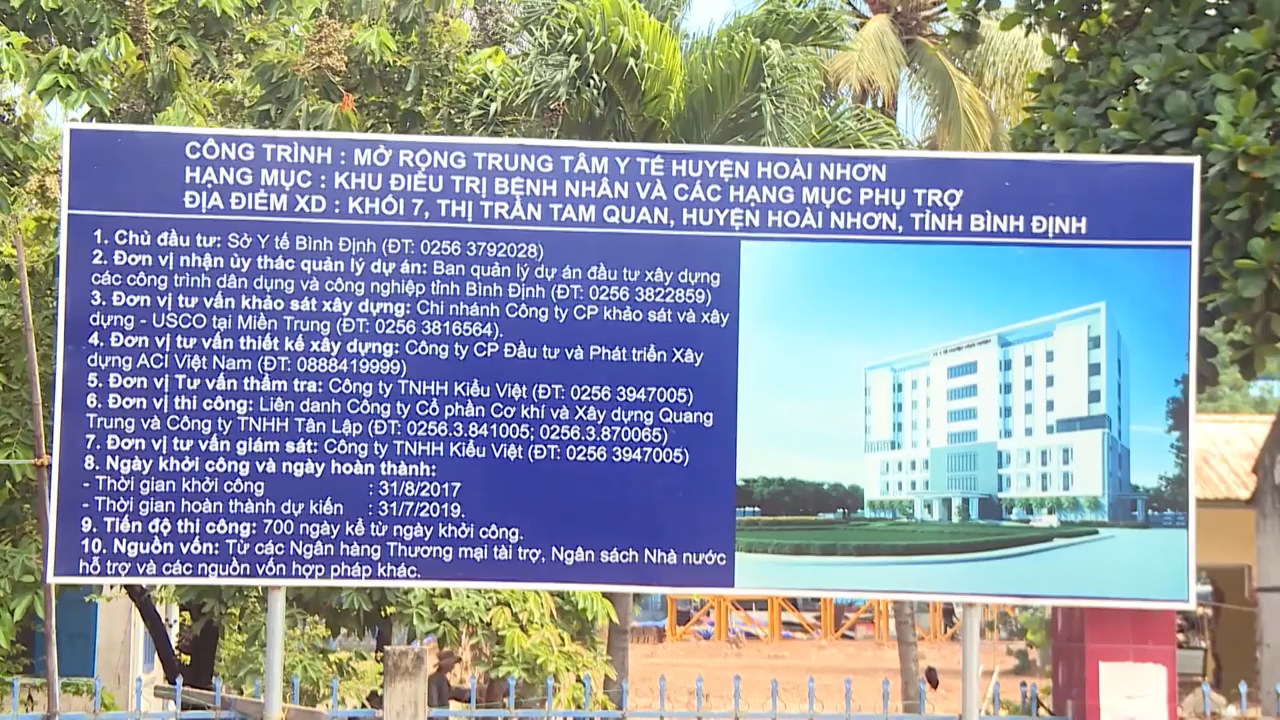 CÔNG TRÌNH : MỞ RỘNG TRUNG TÂM Y TẾ HUYỆN HOÀI NHƠN
HẠNG MỤC : KHU ĐIỀU TRỊ BỆNH NHÂN VÀ CÁC HẠNG MỤC PHỤ TRỢ
ĐỊA ĐIỂM XD : KHỐI 7, THỊ TRẤN TAM QUAN, HUYỆN HOÀI NHƠN, TỈNH BÌNH ĐỊNH
1. Chủ đầu tư: Sở Y tế Bình Định (ĐT: 0256 3792028)
2. Đơn vị nhận ủy thác quản lý dự án: Ban quản lý dự án đầu tư xây dựng
các công trình dân dụng và công nghiệp tỉnh Bình Định (ĐT: 0256 3822859)
3. Đơn vị tư vấn khảo sát xây dựng: Chi nhánh Công ty CP khảo sát và xây
dựng - USCO tại Miền Trung (ĐT: 0256 3816564).
4. Đơn vị tư vấn thiết kế xây dựng: Công ty CP Đầu tư và Phát triển Xây
dựng ACI Việt Nam (ĐT: 0888419999)
5. Đơn vị Tư vấn thẩm tra: Công ty TNHH Kiều Việt (ĐT: 0256 3947005)
6. Đơn vị thi công: Liên danh Công ty Cổ phần Cơ khí và Xây dựng Quang
Trung và Công ty TNHH Tân Lập (ĐT: 0256.3.841005; 0256.3.870065)
7. Đơn vị tư vấn giám sát: Công ty TNHH Kiều Việt (ĐT: 0256 3947005)
8. Ngày khởi công và ngày hoàn thành:
- Thời gian khởi công : 31/8/2017
- Thời gian hoàn thành dự kiến : 31/7/2019.
9. Tiến độ thi công: 700 ngày kể từ ngày khởi công.
10. Nguồn vốn: Từ các Ngân hàng Thương mại tài trợ, Ngân sách Nhà nước
hỗ trợ và các nguồn vốn hợp pháp khác.